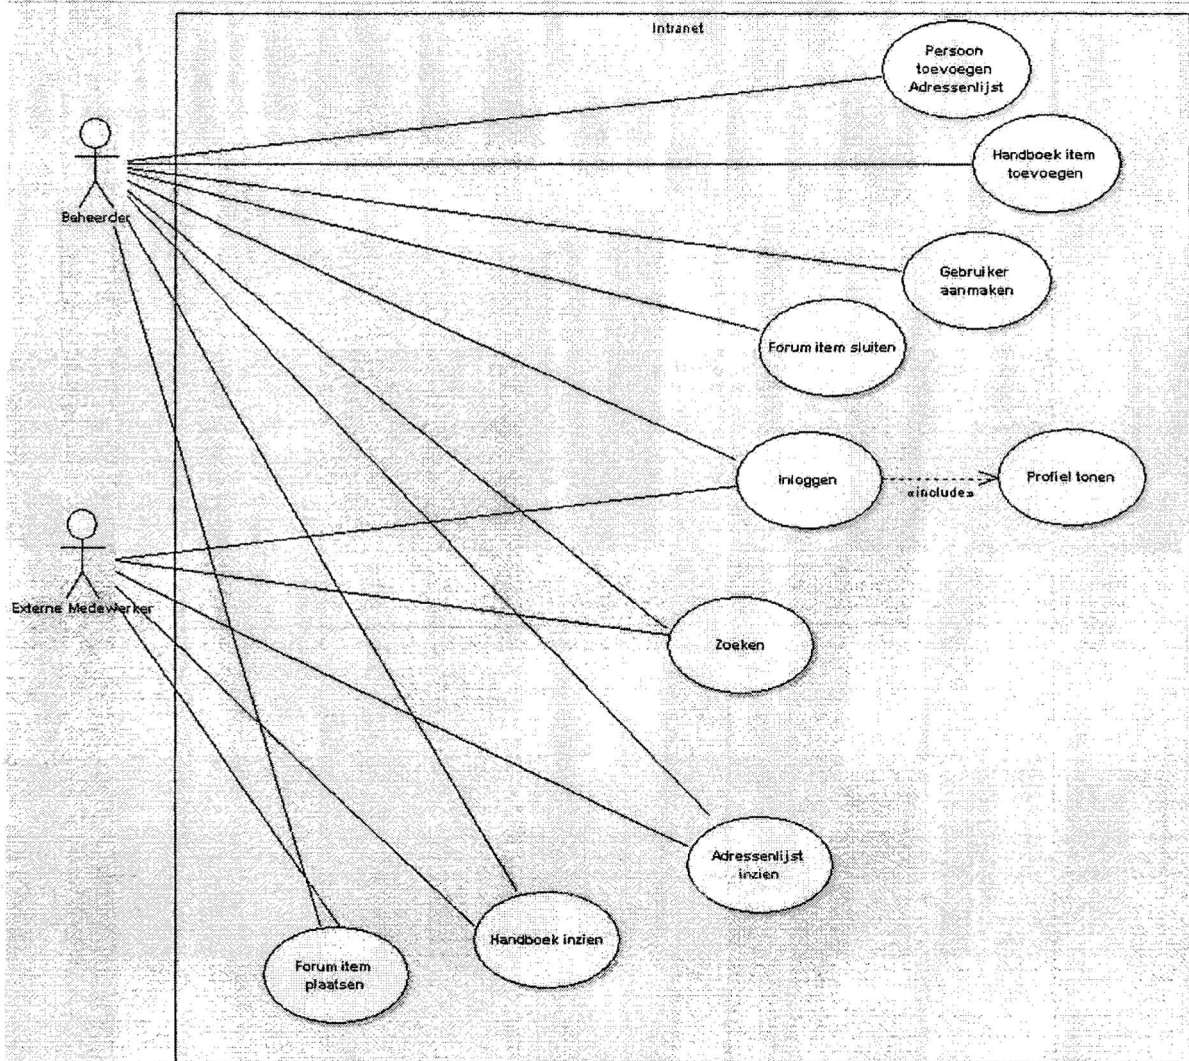 Intranet
Persoon
toevoegen
Adressenlijst
Handboek item
toevoegen
Beheerder
Gebruiker
aanmaken
Forum item sluiten
Inloggen
«include»
Profiel tonen
Externe Medewerker
Zoeken
Adressenlijst
inzien
Handboek inzien
Forum item
plaatsen